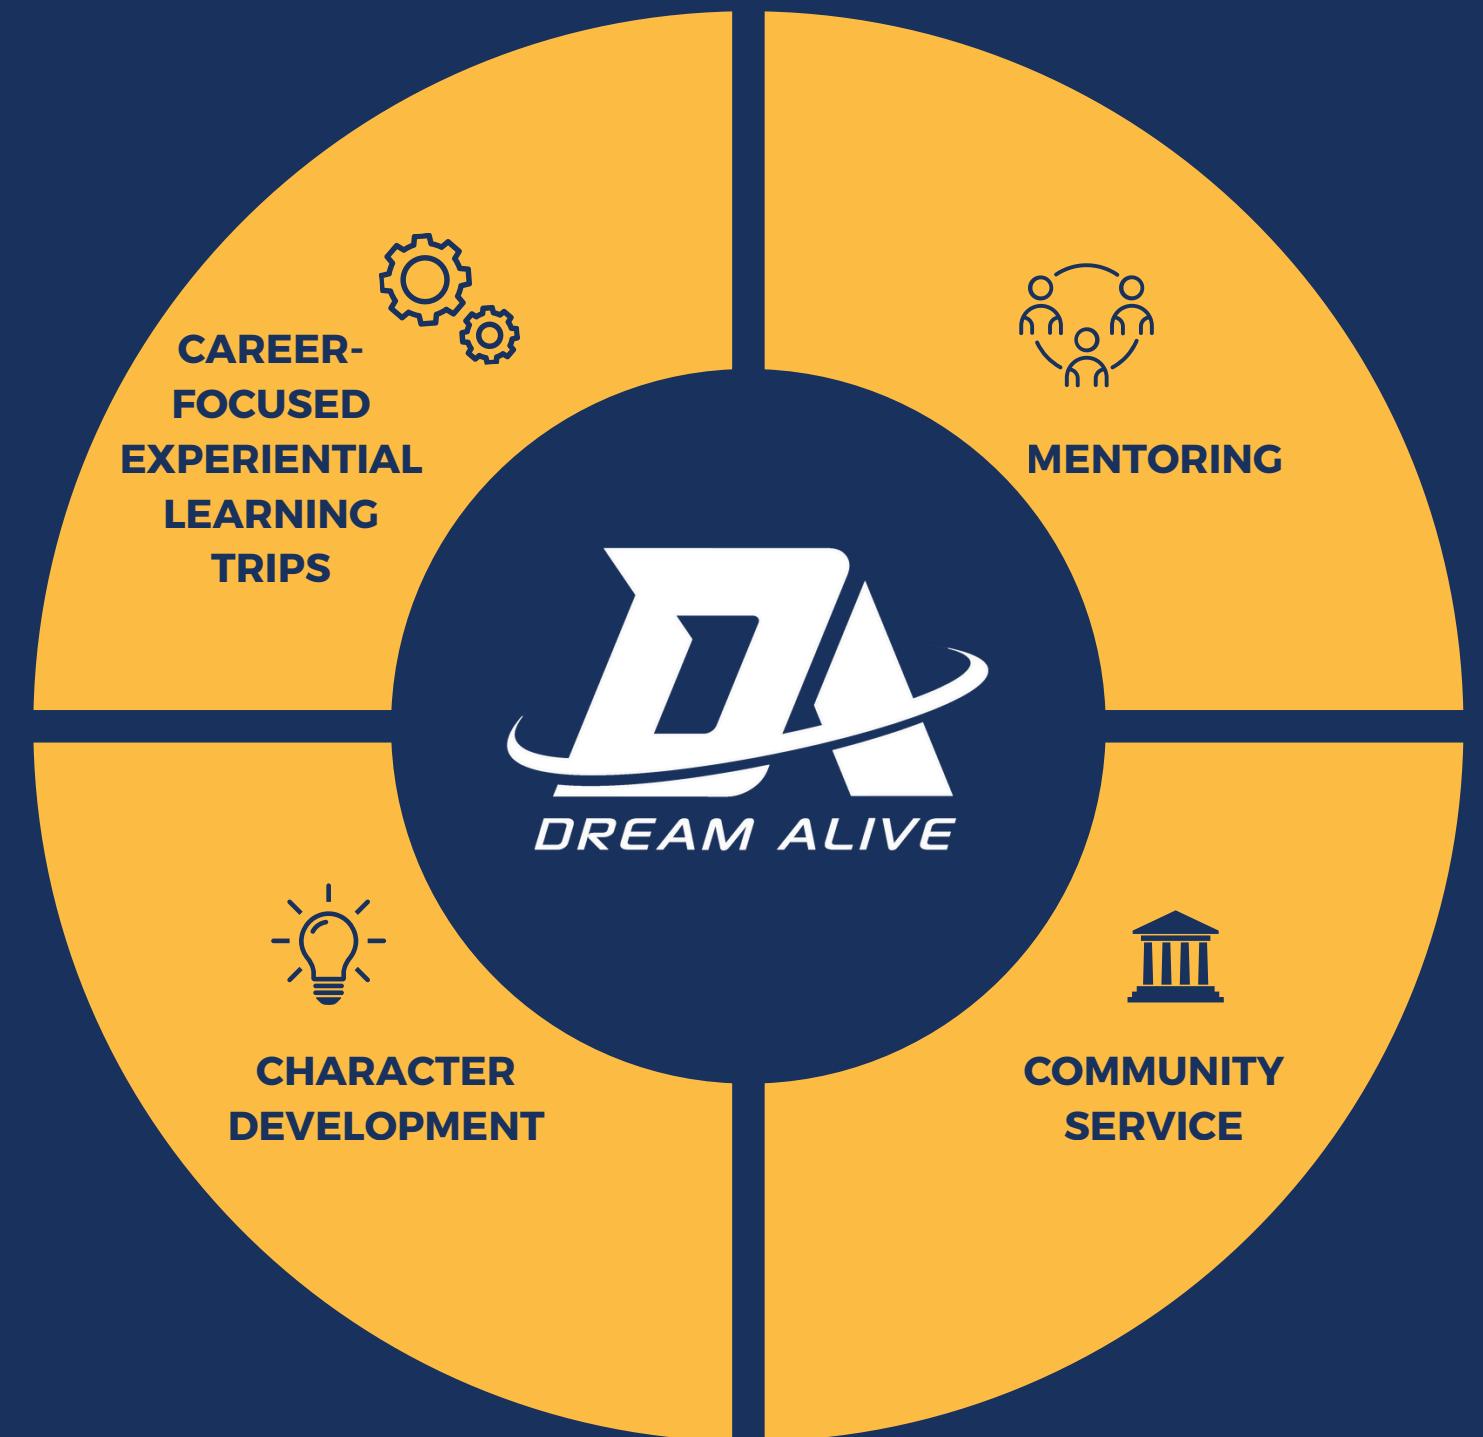 CAREER-
FOCUSED
EXPERIENTIAL
LEARNING
TRIPS
MENTORING
DA
DREAM ALIVE
CHARACTER
DEVELOPMENT
COMMUNITY
SERVICE